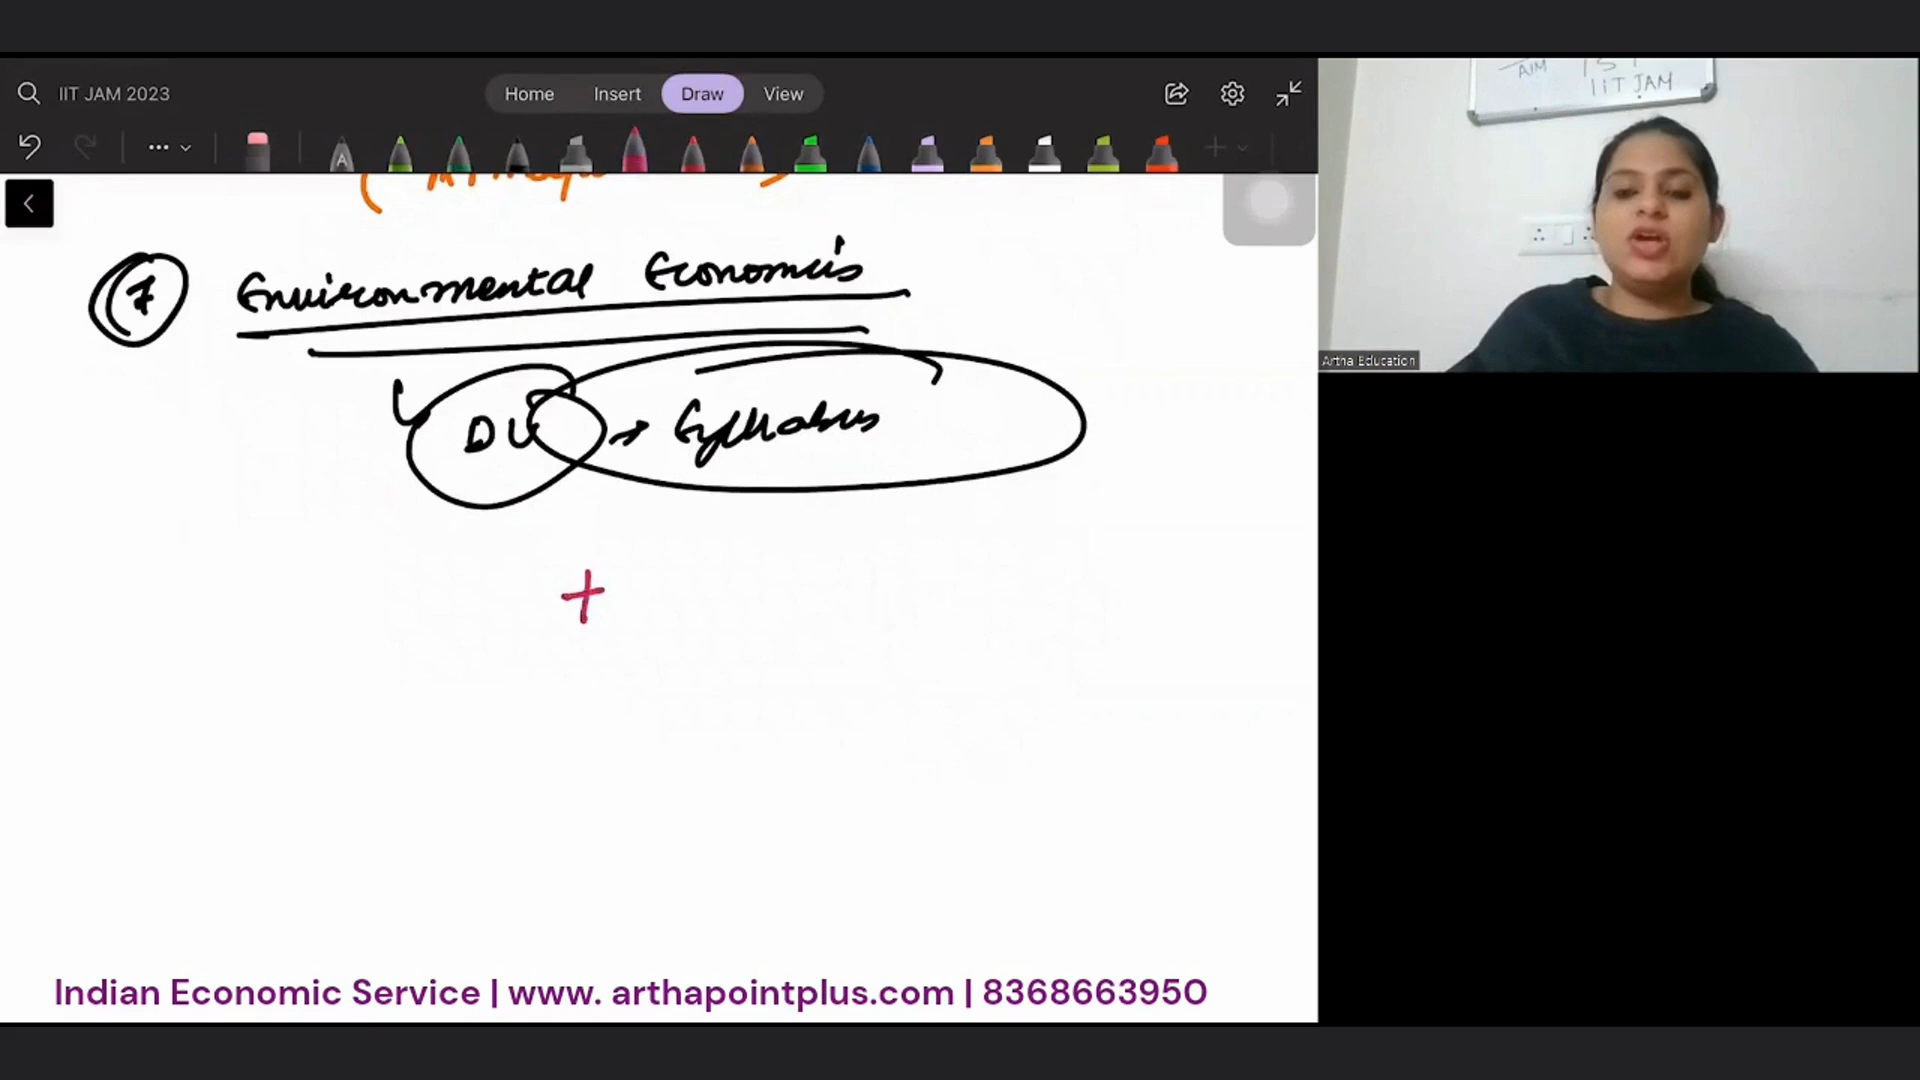 IIT JAM 2023
Home Insert Draw View
AIM
IIT JAM
A
7 Environmental Economics
DU → Syllabus
+
Artha Education
Indian Economic Service | www. arthapointplus.com | 8368663950